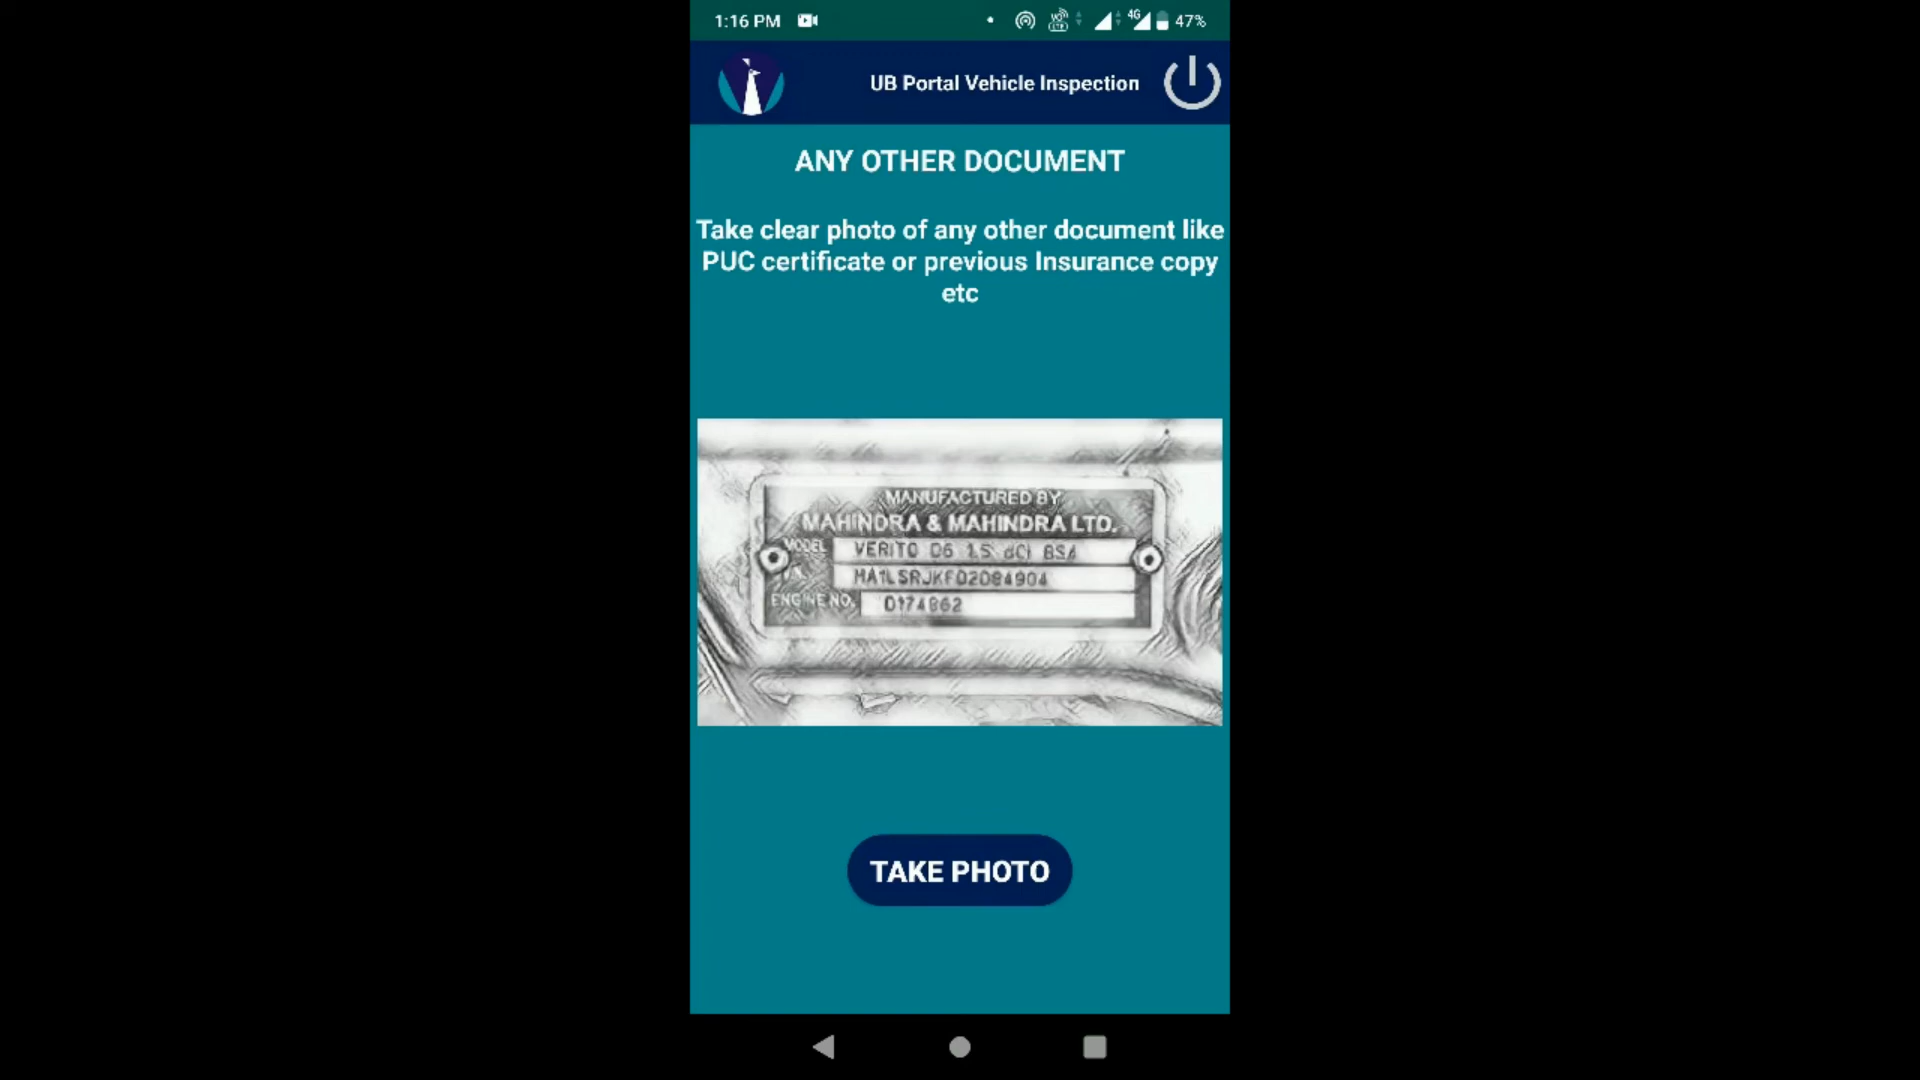 1:16 PM
4G
47%
UB Portal Vehicle Inspection
ANY OTHER DOCUMENT
Take clear photo of any other document like
PUC certificate or previous Insurance copy
etc
MANUFACTURED BY
MAHINDRA & MAHINDRA LTD.
MODEL VERITO D6 1.5 dCi BS4
MA1LSRJKFD2D84904
ENGINE NO. D174862
TAKE PHOTO